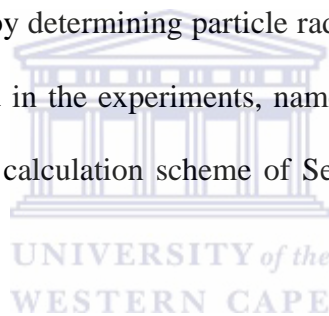 by determining particle rad
in the experiments, nam
calculation scheme of Se
UNIVERSITY of the
WESTERN CAPE